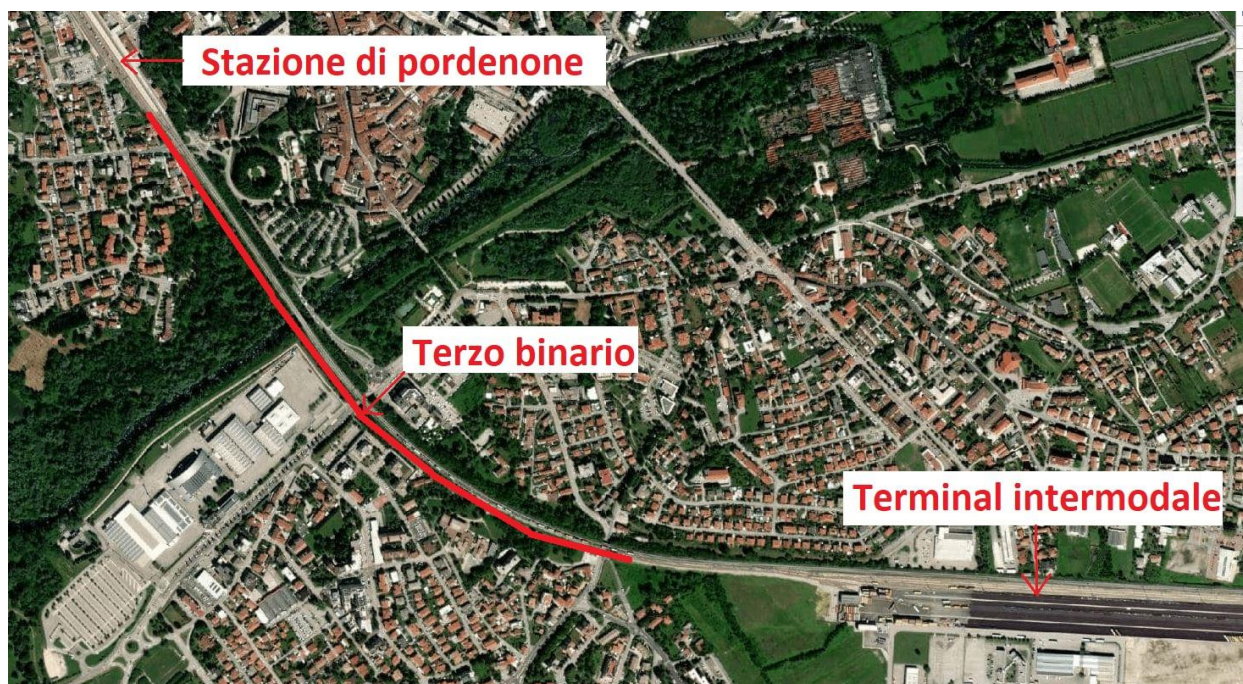 Stazione di pordenone
Terzo binario
Terminal intermodale